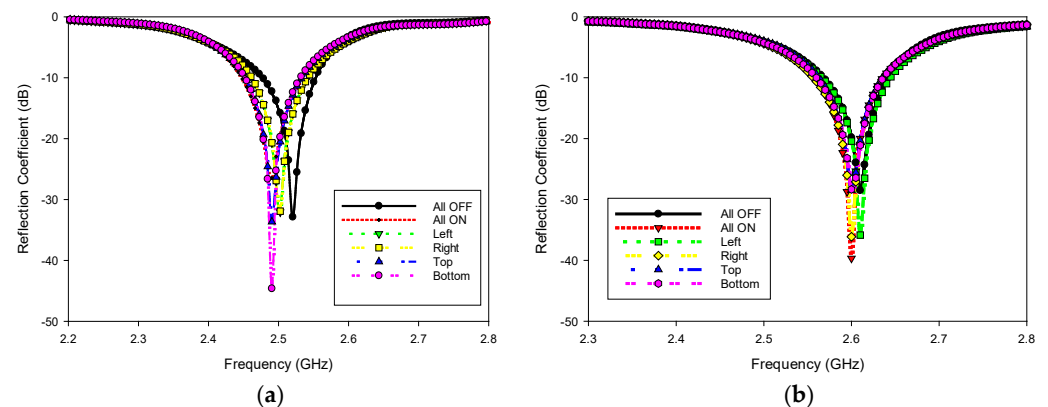 0
-10
-20
-30
-40
-50
Reflection Coefficient (dB)
2.2
2.3
2.4
2.5
2.6
2.7
2.8
Frequency (GHz)
All OFF
All ON
Left
Right
Top
Bottom
(a)
0
-10
-20
-30
-40
-50
Reflection Coefficient (dB)
2.3
2.4
2.5
2.6
2.7
2.8
Frequency (GHz)
All OFF
All ON
Left
Right
Top
Bottom
(b)